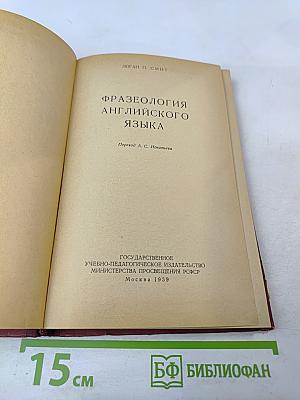 ЛОГАН П. СМИТ
ФРАЗЕОЛОГИЯ
АНГЛИЙСКОГО
ЯЗЫКА
Перевод А. С. Игнатьева
ГОСУДАРСТВЕННОЕ
УЧЕБНО-ПЕДАГОГИЧЕСКОЕ ИЗДАТЕЛЬСТВО
МИНИСТЕРСТВА ПРОСВЕЩЕНИЯ РСФСР
Москва 1959
15 см
БФ БИБЛИОФАН